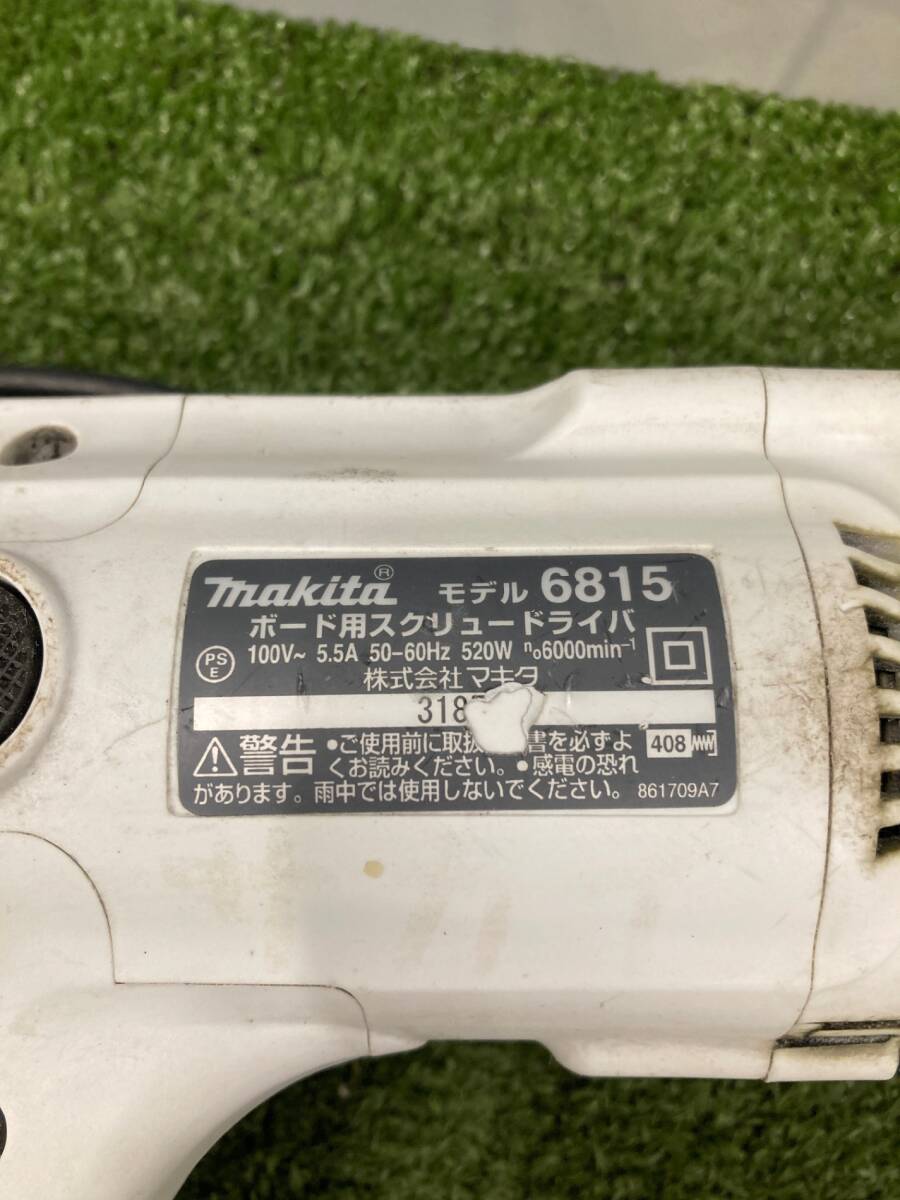 makita® モデル 6815
ボード用スクリュードライバ
PS E 100V~ 5.5A 50-60Hz 520W n₀6000min⁻¹
株式会社マキタ
318
警告 •ご使用前に取扱 書を必ずよ 408
くお読みください。•感電の恐れ
があります。雨中では使用しないでください。 861709A7